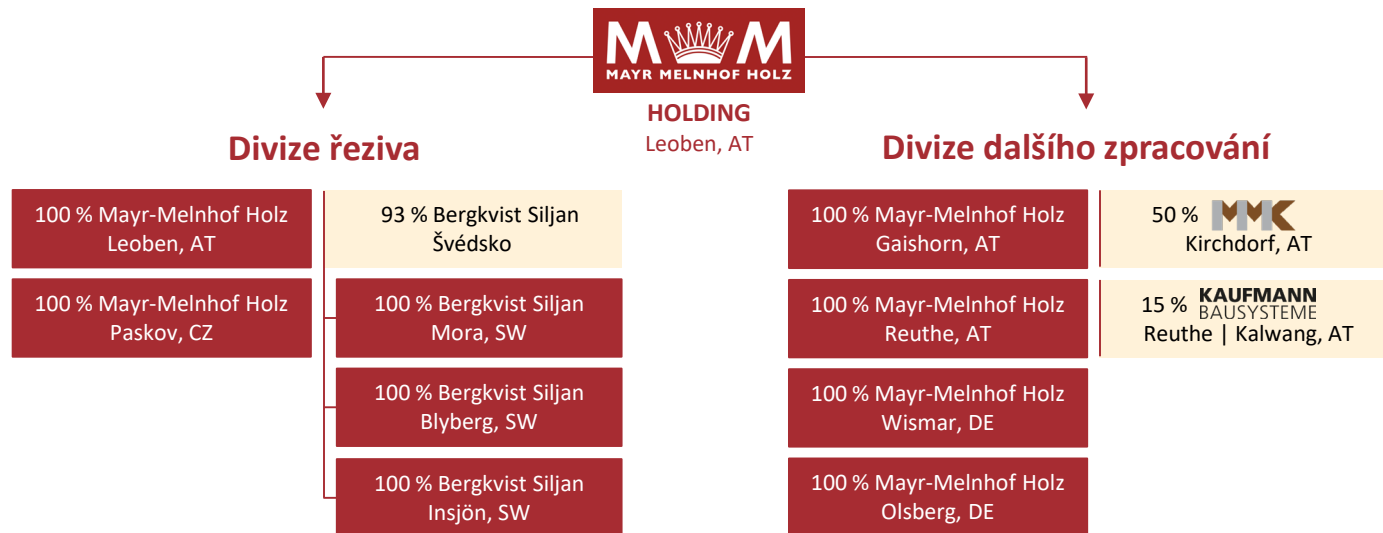 M M
MAYR MELNHOF HOLZ
HOLDING
Leoben, AT
Divize řeziva
100 % Mayr-Melnhof Holz
Leoben, AT
100 % Mayr-Melnhof Holz
Paskov, CZ
93 % Bergkvist Siljan
Švédsko
100 % Bergkvist Siljan
Mora, SW
100 % Bergkvist Siljan
Blyberg, SW
100 % Bergkvist Siljan
Insjön, SW
Divize dalšího zpracování
100 % Mayr-Melnhof Holz
Gaishorn, AT
100 % Mayr-Melnhof Holz
Reuthe, AT
100 % Mayr-Melnhof Holz
Wismar, DE
100 % Mayr-Melnhof Holz
Olsberg, DE
50 % MMK
Kirchdorf, AT
15 % KAUFMANN
BAUSYSTEME
Reuthe | Kalwang, AT